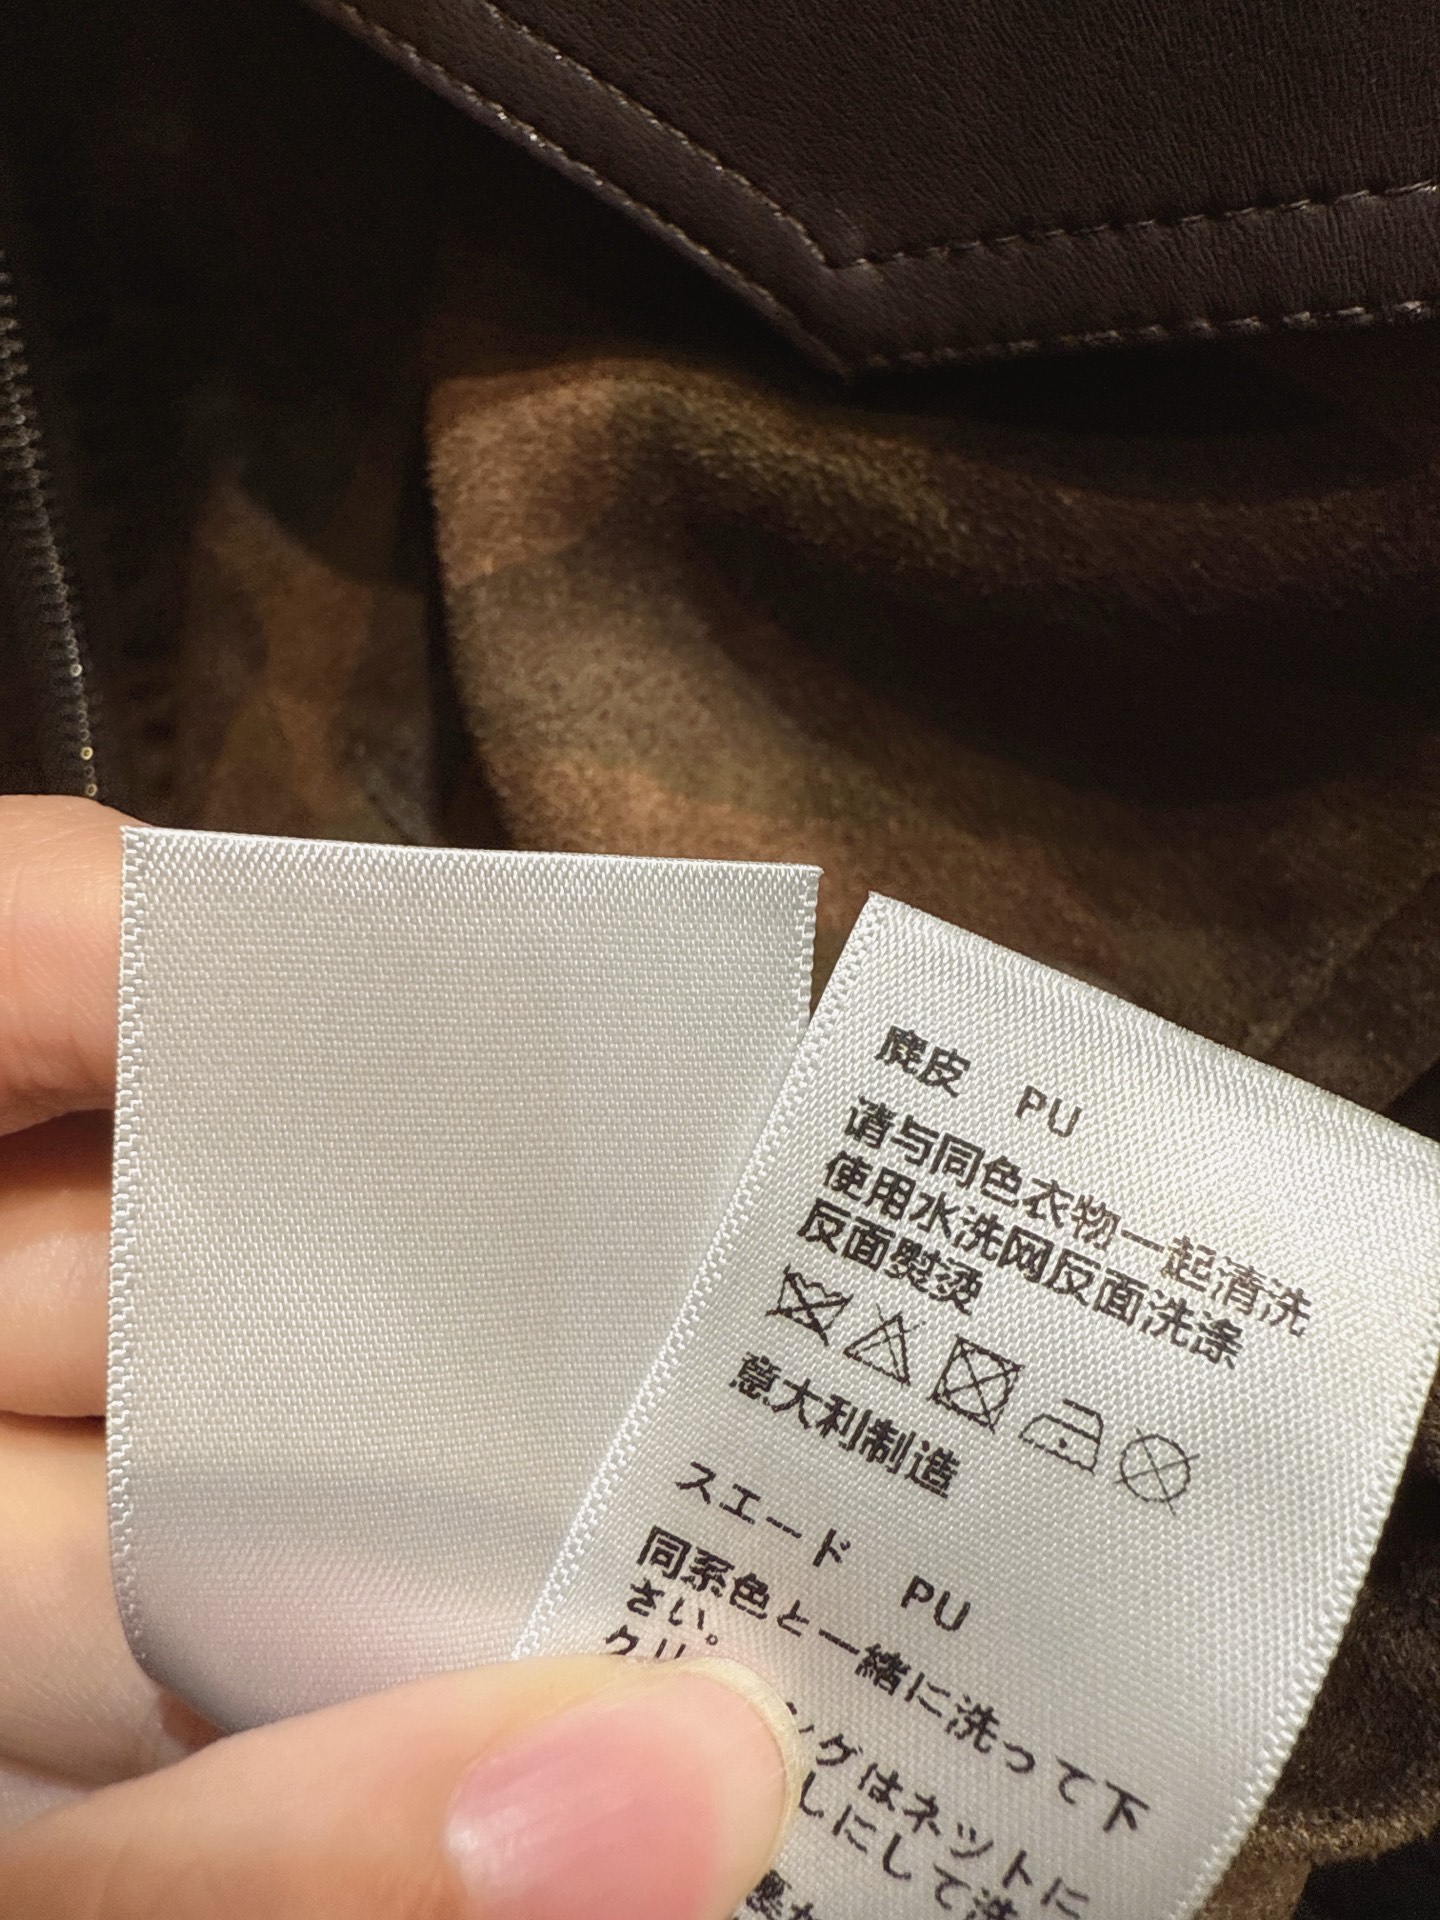 麂皮 PU
请与同色衣物一起清洗
使用水洗网反面洗涤
反面熨烫
意大利制造
スエード PU
同系色と一緒に洗って下
さい。
クリ ングはネットに
しにして洗